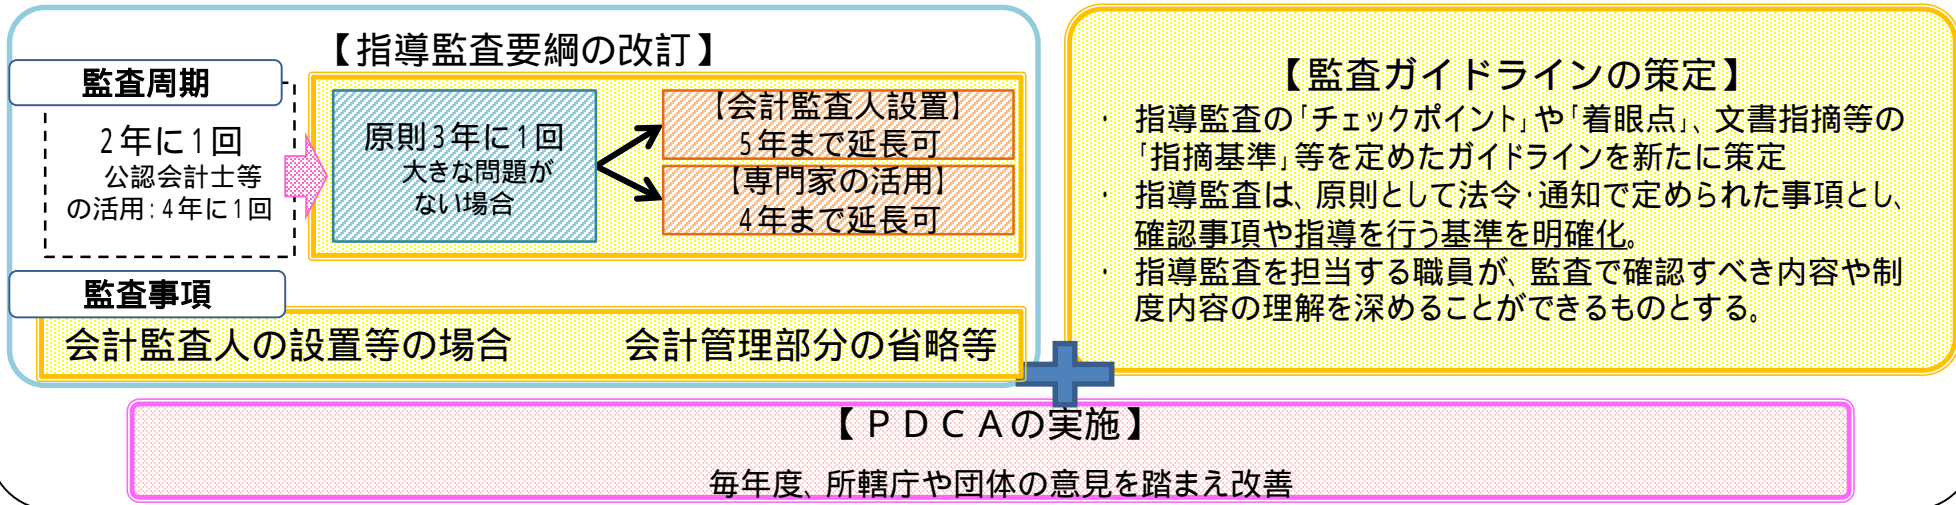 【指導監査要綱の改訂】
監査周期
2年に1回
公認会計士等
の活用:4年に1回
原則3年に1回
大きな問題が
ない場合
【会計監査人設置】
5年まで延長可
【専門家の活用】
4年まで延長可
監査事項
会計監査人の設置等の場合 会計管理部分の省略等
【監査ガイドラインの策定】
・ 指導監査の「チェックポイント」や「着眼点」、文書指摘等の
「指摘基準」等を定めたガイドラインを新たに策定
・ 指導監査は、原則として法令・通知で定められた事項とし、
確認事項や指導を行う基準を明確化。
・ 指導監査を担当する職員が、監査で確認すべき内容や制
度内容の理解を深めることができるものとする。
【PDCAの実施】
毎年度、所轄庁や団体の意見を踏まえ改善